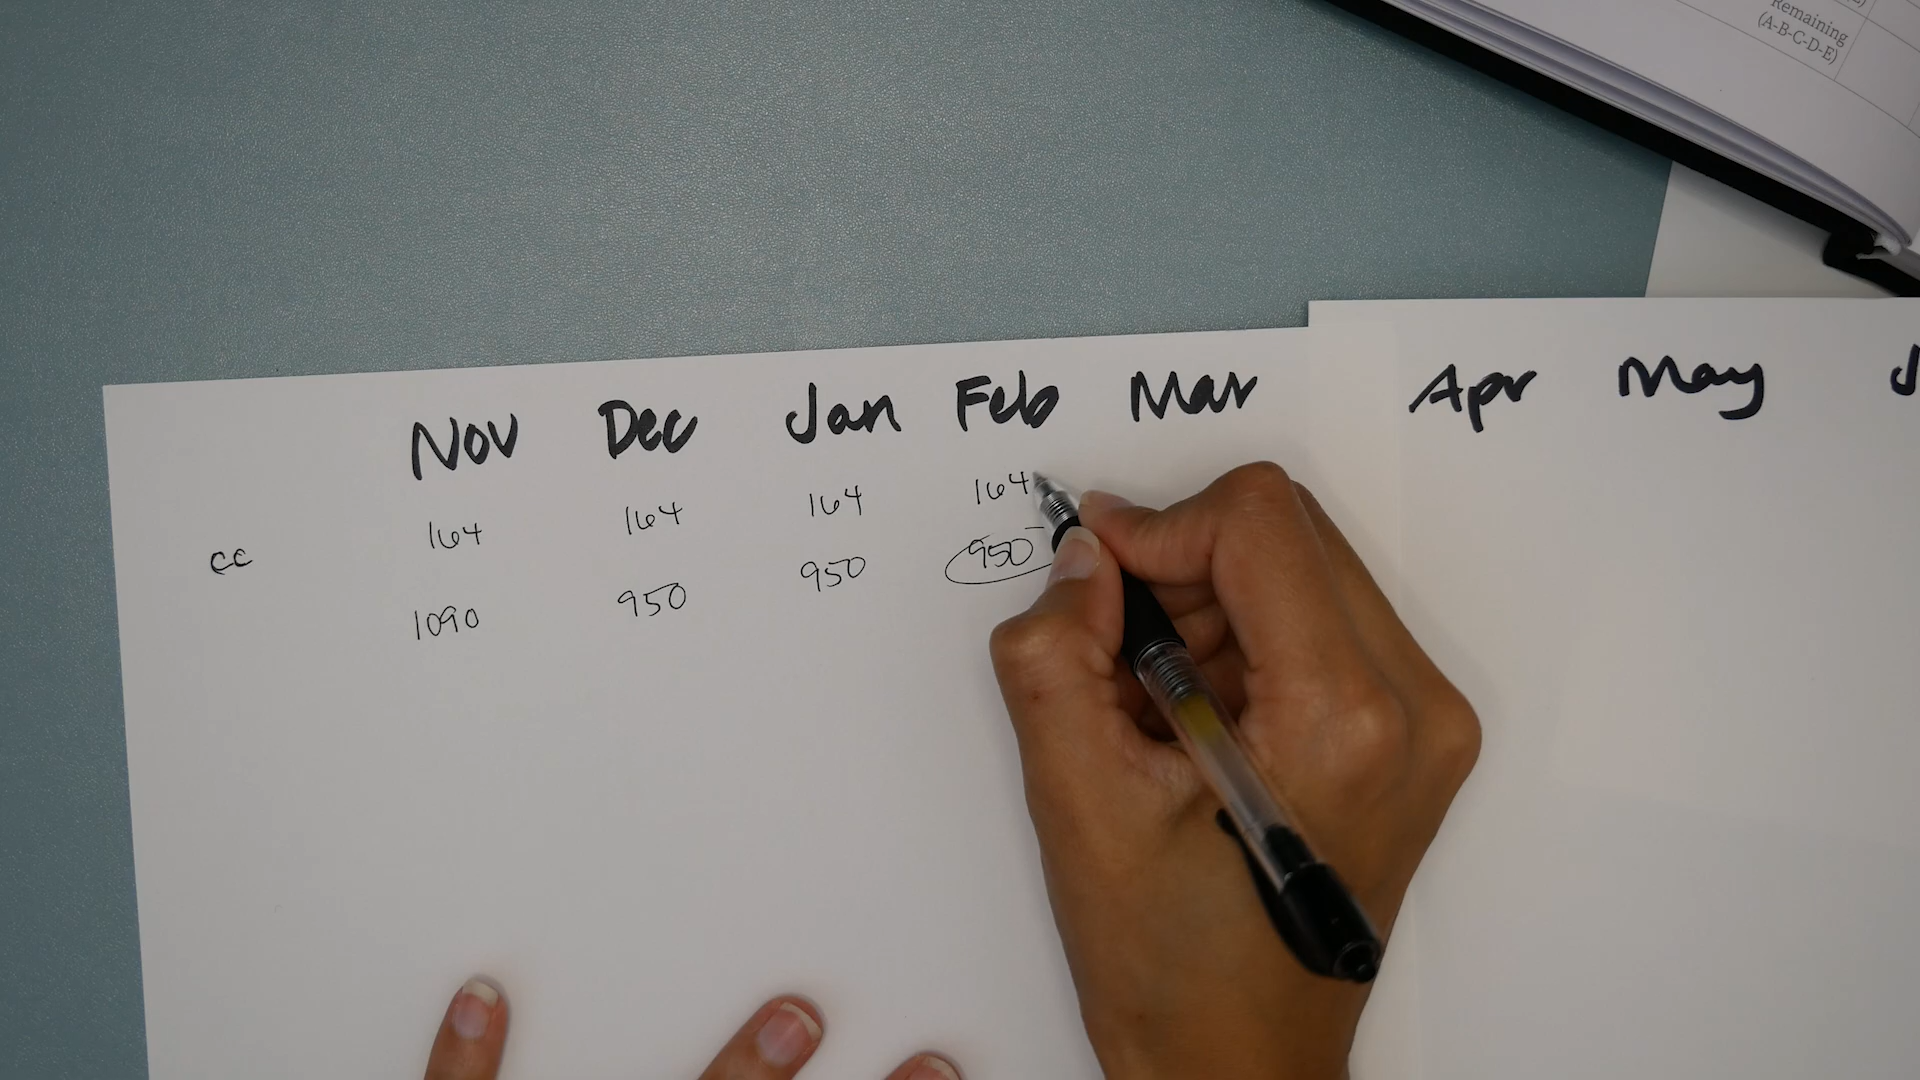 Remaining
(A-B-C-D-E)
Nov Dec Jan Feb Mar Apr May J
cc 164 164 164 164
1090 950 950 950